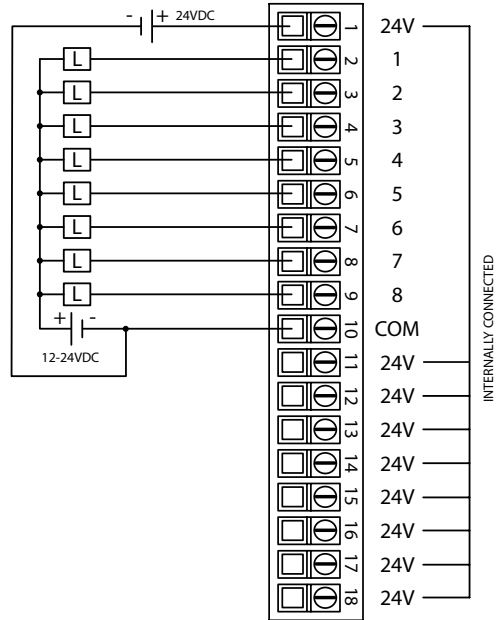 - + 24VDC
1 24V
L 2 1
L 3 2
L 4 3
L 5 4
L 6 5
L 7 6
L 8 7
L 9 8
+ - 10 COM
12-24VDC
11 24V
12 24V
13 24V
14 24V
15 24V
16 24V
17 24V
18 24V
INTERNALLY CONNECTED